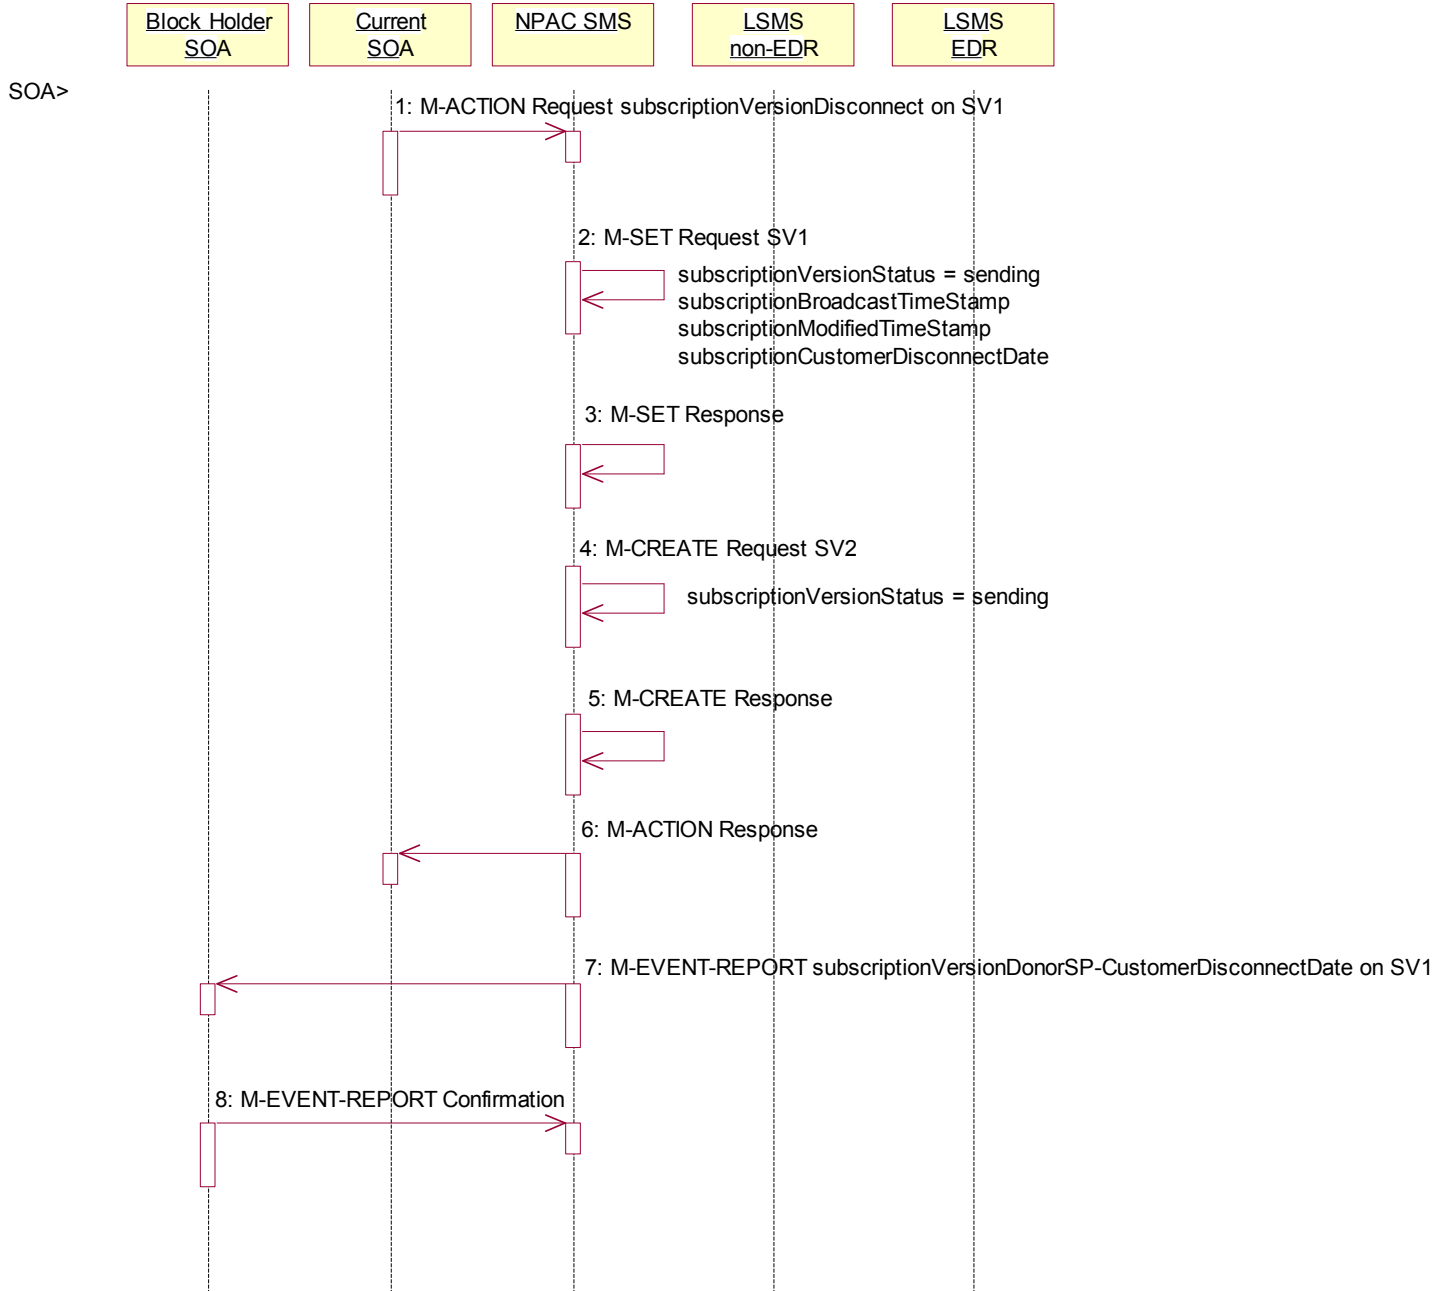 Block Holder
SOA
Current
SOA
NPAC SMS
LSMS
non-EDR
LSMS
EDR
SOA>
1: M-ACTION Request subscriptionVersionDisconnect on SV1
2: M-SET Request SV1
subscriptionVersionStatus = sending
subscriptionBroadcastTimeStamp
subscriptionModifiedTimeStamp
subscriptionCustomerDisconnectDate
3: M-SET Response
4: M-CREATE Request SV2
subscriptionVersionStatus = sending
5: M-CREATE Response
6: M-ACTION Response
7: M-EVENT-REPORT subscriptionVersionDonorSP-CustomerDisconnectDate on SV1
8: M-EVENT-REPORT Confirmation